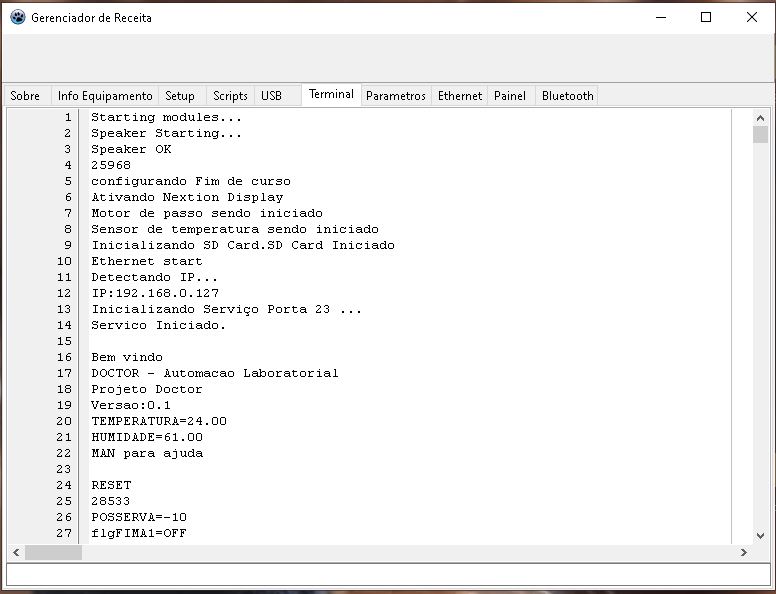 Gerenciador de Receita
Sobre Info Equipamento Setup Scripts USB Terminal Parametros Ethernet Painel Bluetooth
1 Starting modules...
2 Speaker Starting...
3 Speaker OK
4 25968
5 configurando Fim de curso
6 Ativando Nextion Display
7 Motor de passo sendo iniciado
8 Sensor de temperatura sendo iniciado
9 Inicializando SD Card.SD Card Iniciado
10 Ethernet start
11 Detectando IP...
12 IP:192.168.0.127
13 Inicializando Serviço Porta 23 ...
14 Servico Iniciado.
15
16 Bem vindo
17 DOCTOR - Automacao Laboratorial
18 Projeto Doctor
19 Versao:0.1
20 TEMPERATURA=24.00
21 HUMIDADE=61.00
22 MAN para ajuda
23
24 RESET
25 28533
26 POSSERVA=-10
27 flgFIMA1=OFF